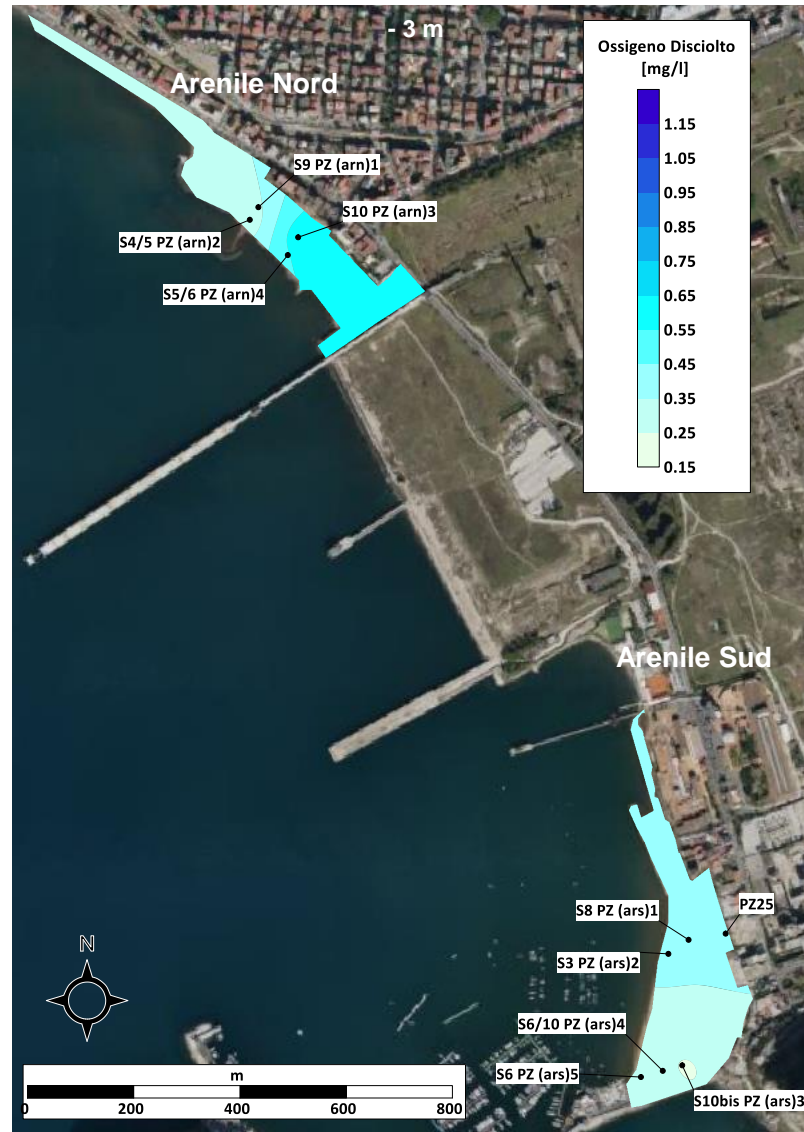 - 3 m
Arenile Nord
Ossigeno Disciolto
[mg/l]
1.15
1.05
0.95
0.85
0.75
0.65
0.55
0.45
0.35
0.25
0.15
S9 PZ (arn)1
S10 PZ (arn)3
S4/5 PZ (arn)2
S5/6 PZ (arn)4
Arenile Sud
S8 PZ (ars)1
PZ25
S3 PZ (ars)2
S6/10 PZ (ars)4
S6 PZ (ars)5
S10bis PZ (ars)3
N
m
0 200 400 600 800